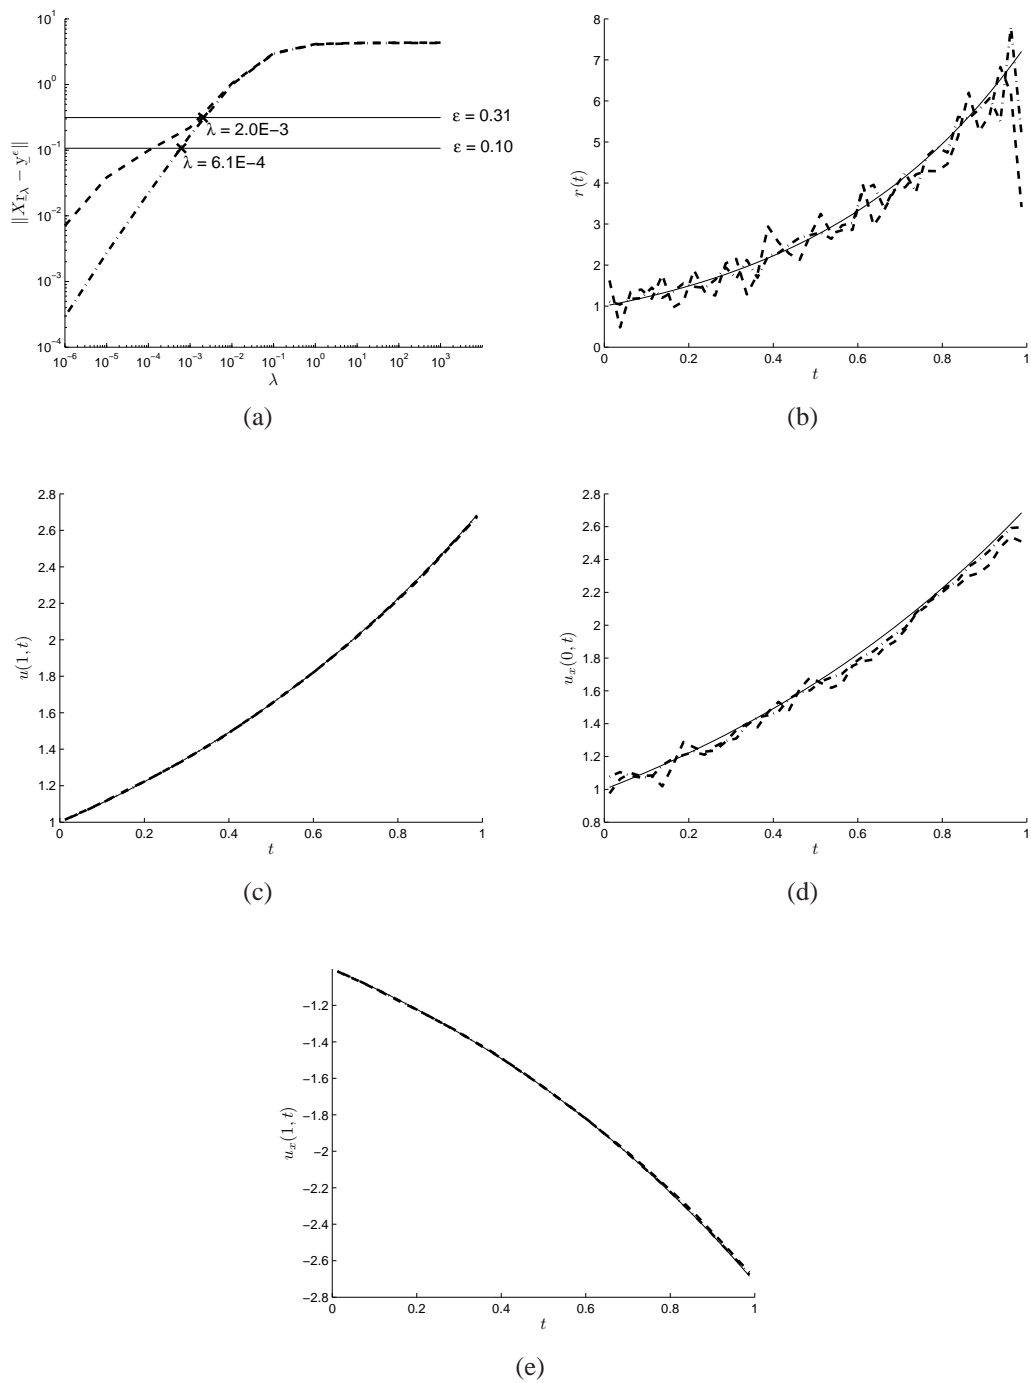 10^1
10^0
10^{-1}
10^{-2}
10^{-3}
10^{-4}
‖Xr_λ − y^ε‖
ε = 0.31
λ = 2.0E−3
ε = 0.10
λ = 6.1E−4
10^{-6} 10^{-5} 10^{-4} 10^{-3} 10^{-2} 10^{-1} 10^0 10^1 10^2 10^3
λ
(a)
8
7
6
5
4
3
2
1
0
r(t)
0 0.2 0.4 0.6 0.8 1
t
(b)
2.8
2.6
2.4
2.2
2
1.8
1.6
1.4
1.2
1
u(1, t)
0 0.2 0.4 0.6 0.8 1
t
(c)
2.8
2.6
2.4
2.2
2
1.8
1.6
1.4
1.2
1
0.8
u_x(0, t)
0 0.2 0.4 0.6 0.8 1
t
(d)
−1.2
−1.4
−1.6
−1.8
−2
−2.2
−2.4
−2.6
−2.8
u_x(1, t)
0 0.2 0.4 0.6 0.8 1
t
(e)